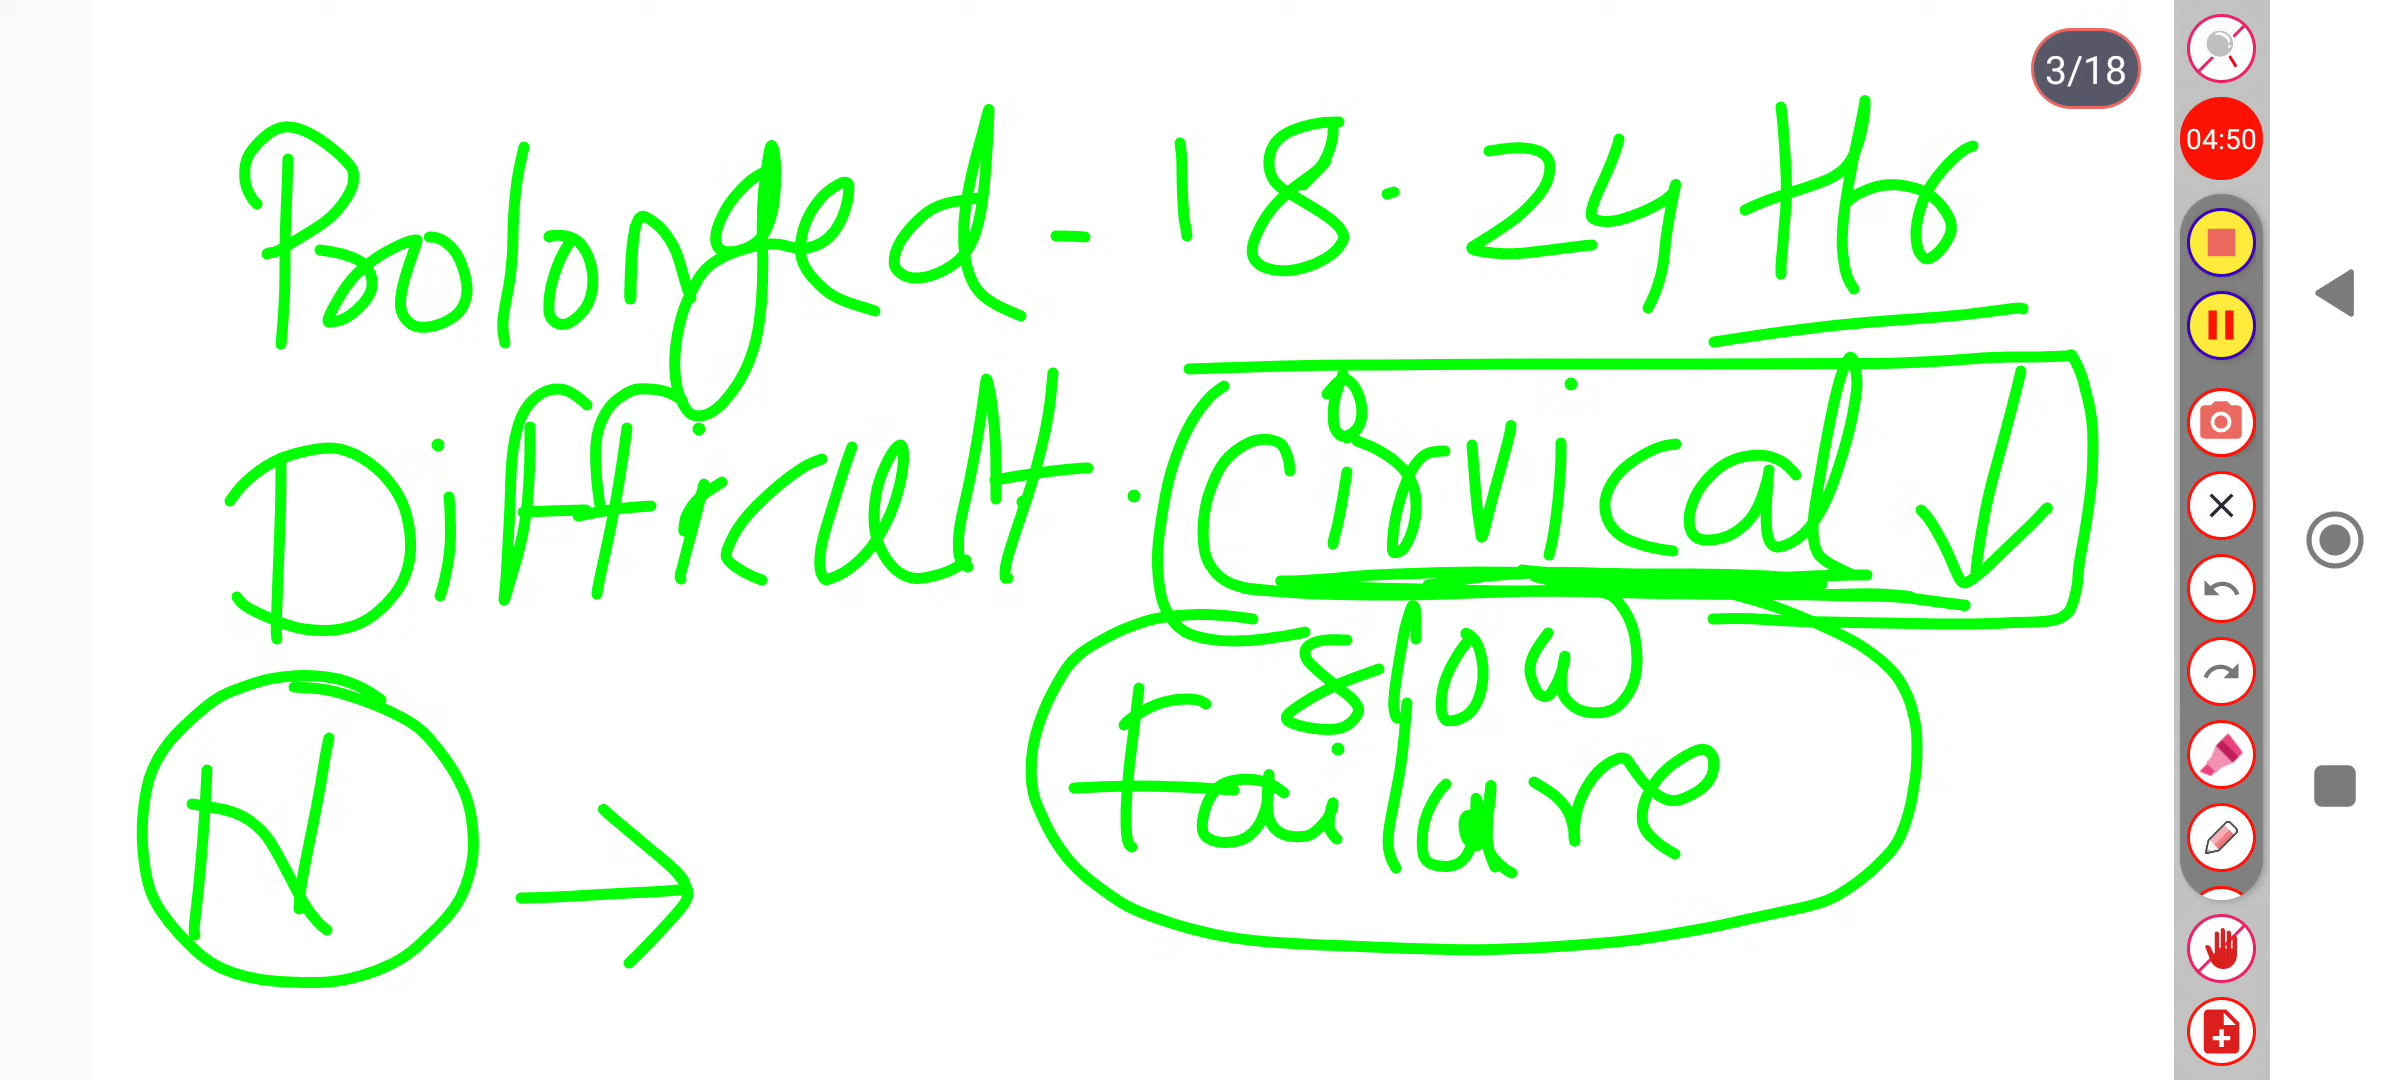 3/18
04:50
Prolonged - 18-24 Hr
Difficult. Cervical ↓
slow
Failure
N →